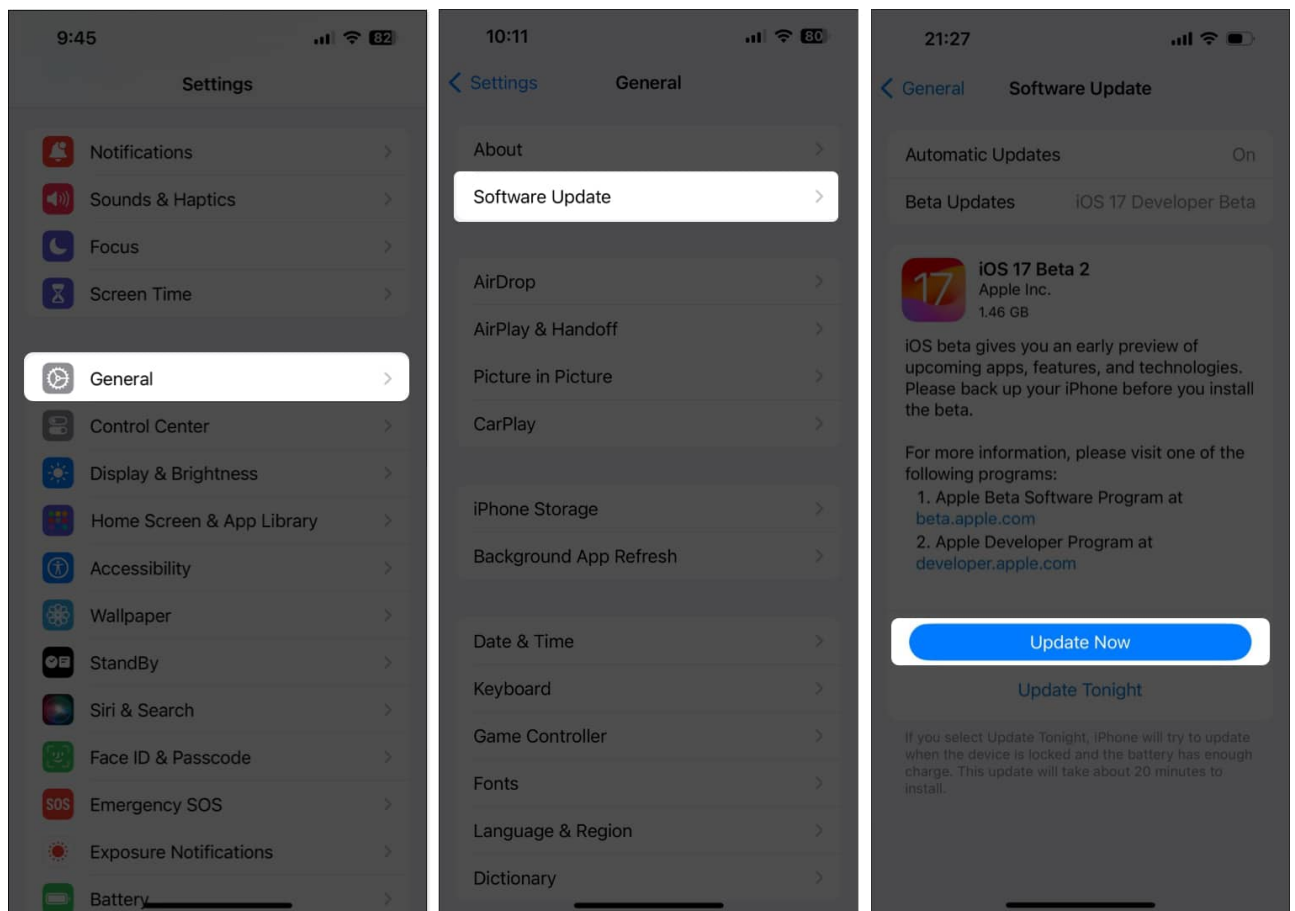 9:45
82
Settings
Notifications
Sounds & Haptics
Focus
Screen Time
General
Control Center
Display & Brightness
Home Screen & App Library
Accessibility
Wallpaper
StandBy
Siri & Search
Face ID & Passcode
SOS
Emergency SOS
Exposure Notifications
Battery
10:11
80
Settings
General
About
Software Update
AirDrop
AirPlay & Handoff
Picture in Picture
CarPlay
iPhone Storage
Background App Refresh
Date & Time
Keyboard
Game Controller
Fonts
Language & Region
Dictionary
21:27
General
Software Update
Automatic Updates On
Beta Updates iOS 17 Developer Beta
17
iOS 17 Beta 2
Apple Inc.
1.46 GB
iOS beta gives you an early preview of
upcoming apps, features, and technologies.
Please back up your iPhone before you install
the beta.
For more information, please visit one of the
following programs:
1. Apple Beta Software Program at
beta.apple.com
2. Apple Developer Program at
developer.apple.com
Update Now
Update Tonight
If you select Update Tonight, iPhone will try to update
when the device is locked and the battery has enough
charge. This update will take about 20 minutes to
install.